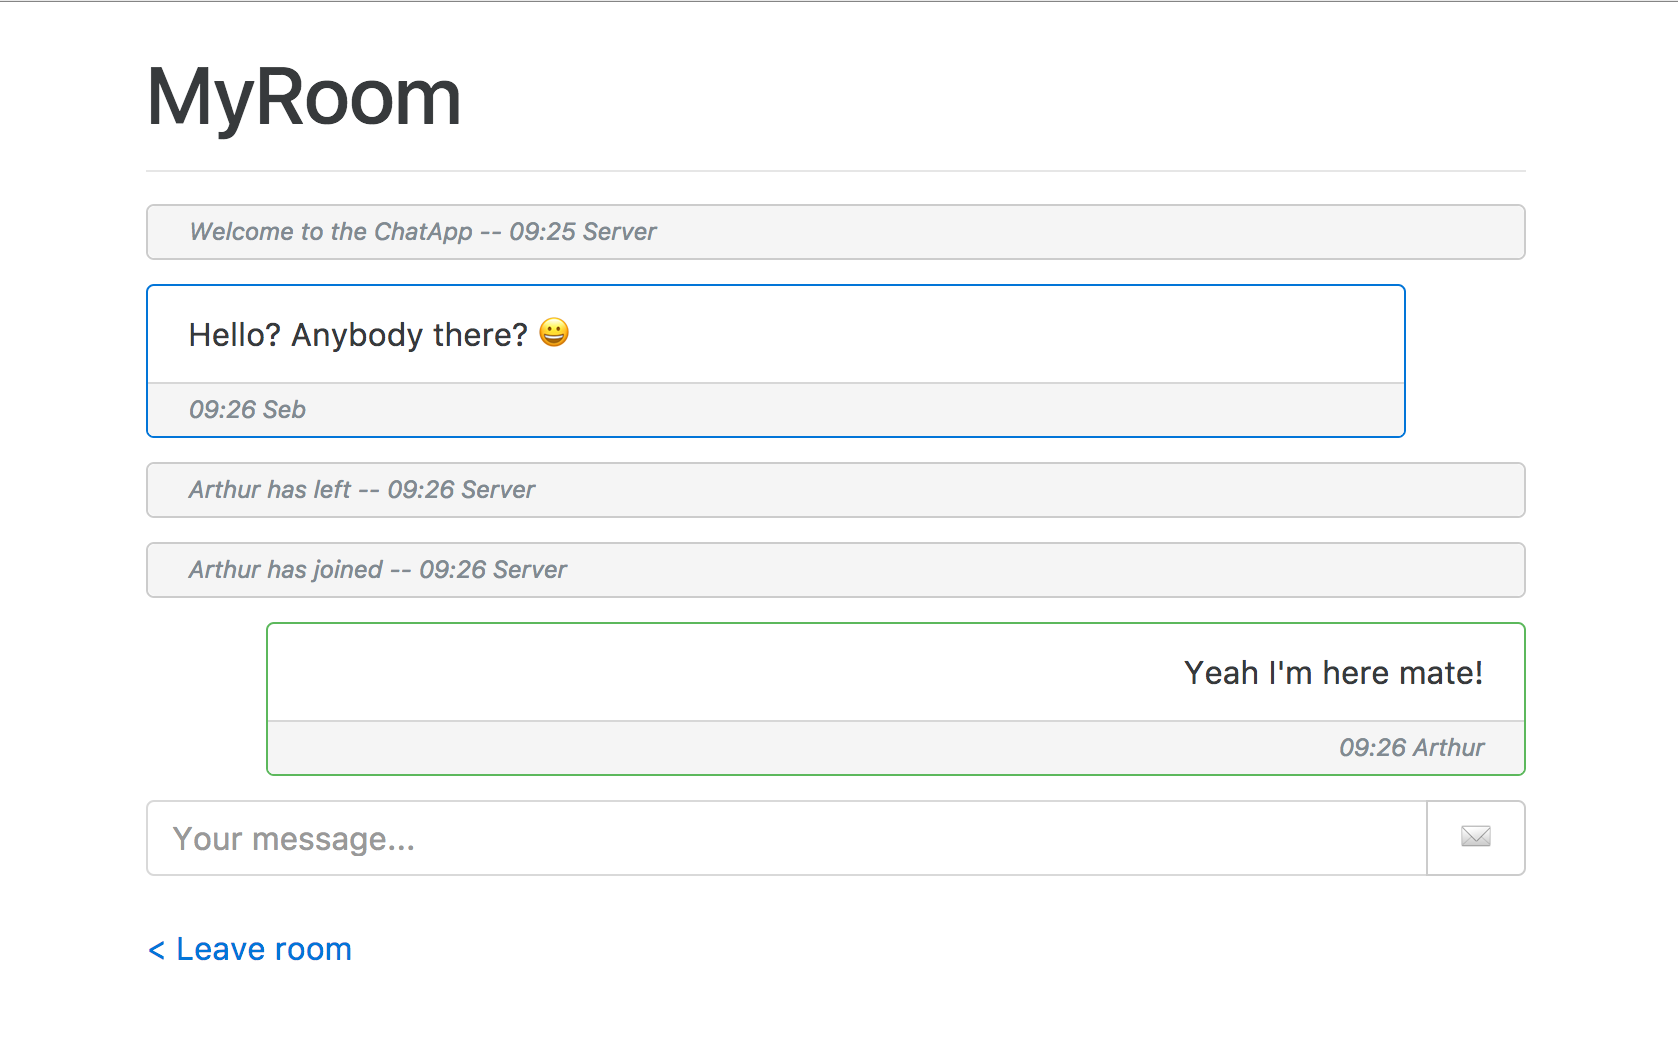 MyRoom
Welcome to the ChatApp -- 09:25 Server
Hello? Anybody there? 😀
09:26 Seb
Arthur has left -- 09:26 Server
Arthur has joined -- 09:26 Server
Yeah I'm here mate!
09:26 Arthur
Your message...
< Leave room